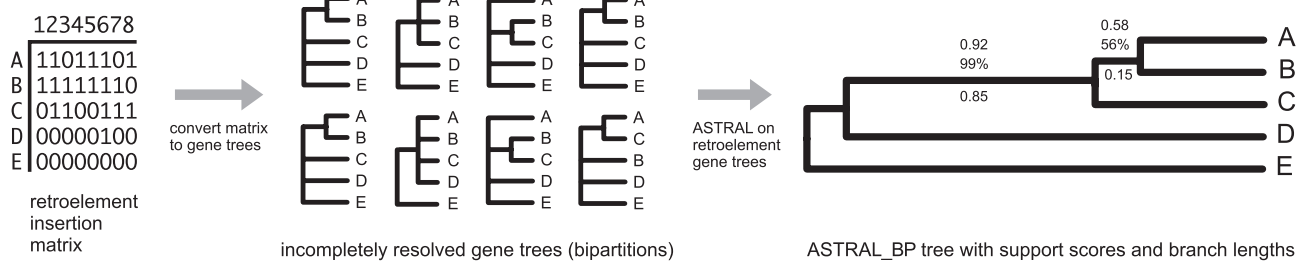 12345678
A 11011101
B 11111110
C 01100111
D 00000100
E 00000000
retroelement
insertion
matrix
convert matrix
to gene trees
A A A A
B B B B
C C C C
D D D D
E E E E
A A A A
B B B C
C C C B
D D D D
E E E E
incompletely resolved gene trees (bipartitions)
ASTRAL on
retroelement
gene trees
0.92
99%
0.85
0.58
56%
0.15
A
B
C
D
E
ASTRAL_BP tree with support scores and branch lengths